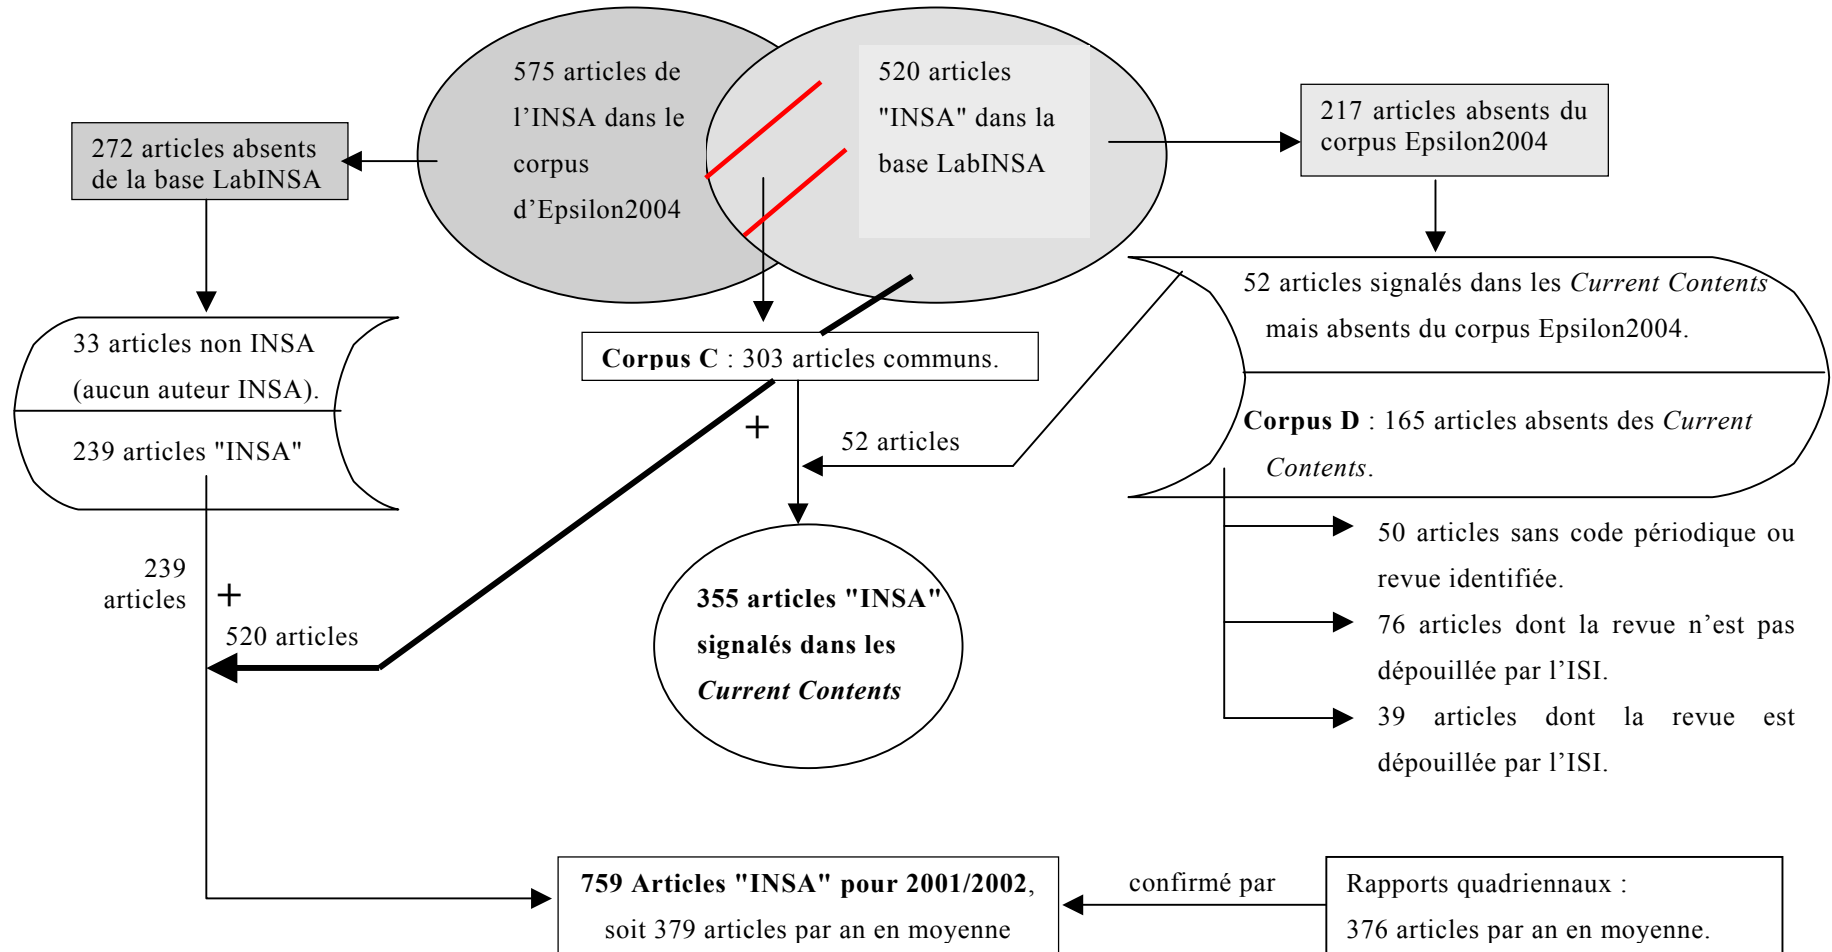 575 articles de
l'INSA dans le
corpus
d'Epsilon2004
520 articles
"INSA" dans la
base LabINSA
217 articles absents du
corpus Epsilon2004
272 articles absents
de la base LabINSA
33 articles non INSA
(aucun auteur INSA).
239 articles "INSA"
Corpus C : 303 articles communs.
52 articles signalés dans les Current Contents
mais absents du corpus Epsilon2004.
Corpus D : 165 articles absents des Current
Contents.
+
52 articles
50 articles sans code périodique ou
revue identifiée.
76 articles dont la revue n'est pas
dépouillée par l'ISI.
39 articles dont la revue est
dépouillée par l'ISI.
239
articles
+
520 articles
355 articles "INSA"
signalés dans les
Current Contents
759 Articles "INSA" pour 2001/2002,
soit 379 articles par an en moyenne
confirmé par
Rapports quadriennaux :
376 articles par an en moyenne.